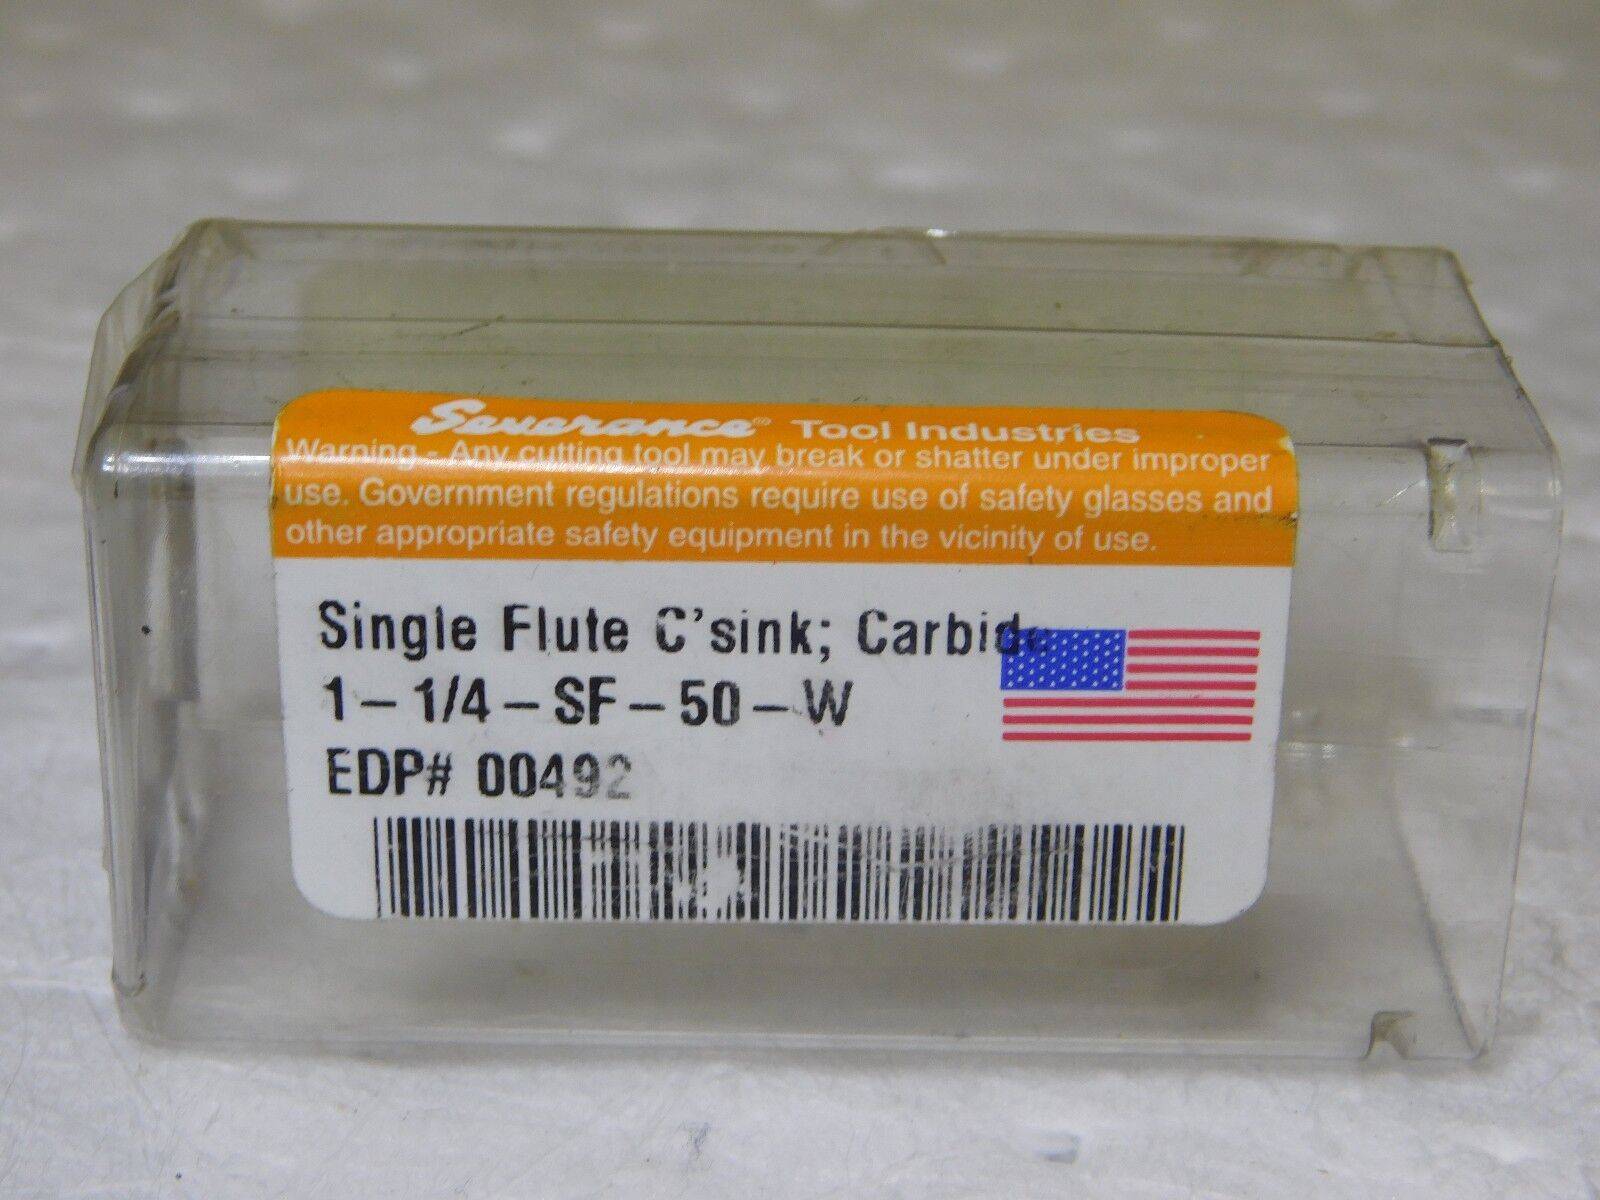 Severance® Tool Industries
Warning - Any cutting tool may break or shatter under improper
use. Government regulations require use of safety glasses and
other appropriate safety equipment in the vicinity of use.
Single Flute C'sink; Carbide
1-1/4-SF-50-W
EDP# 00492